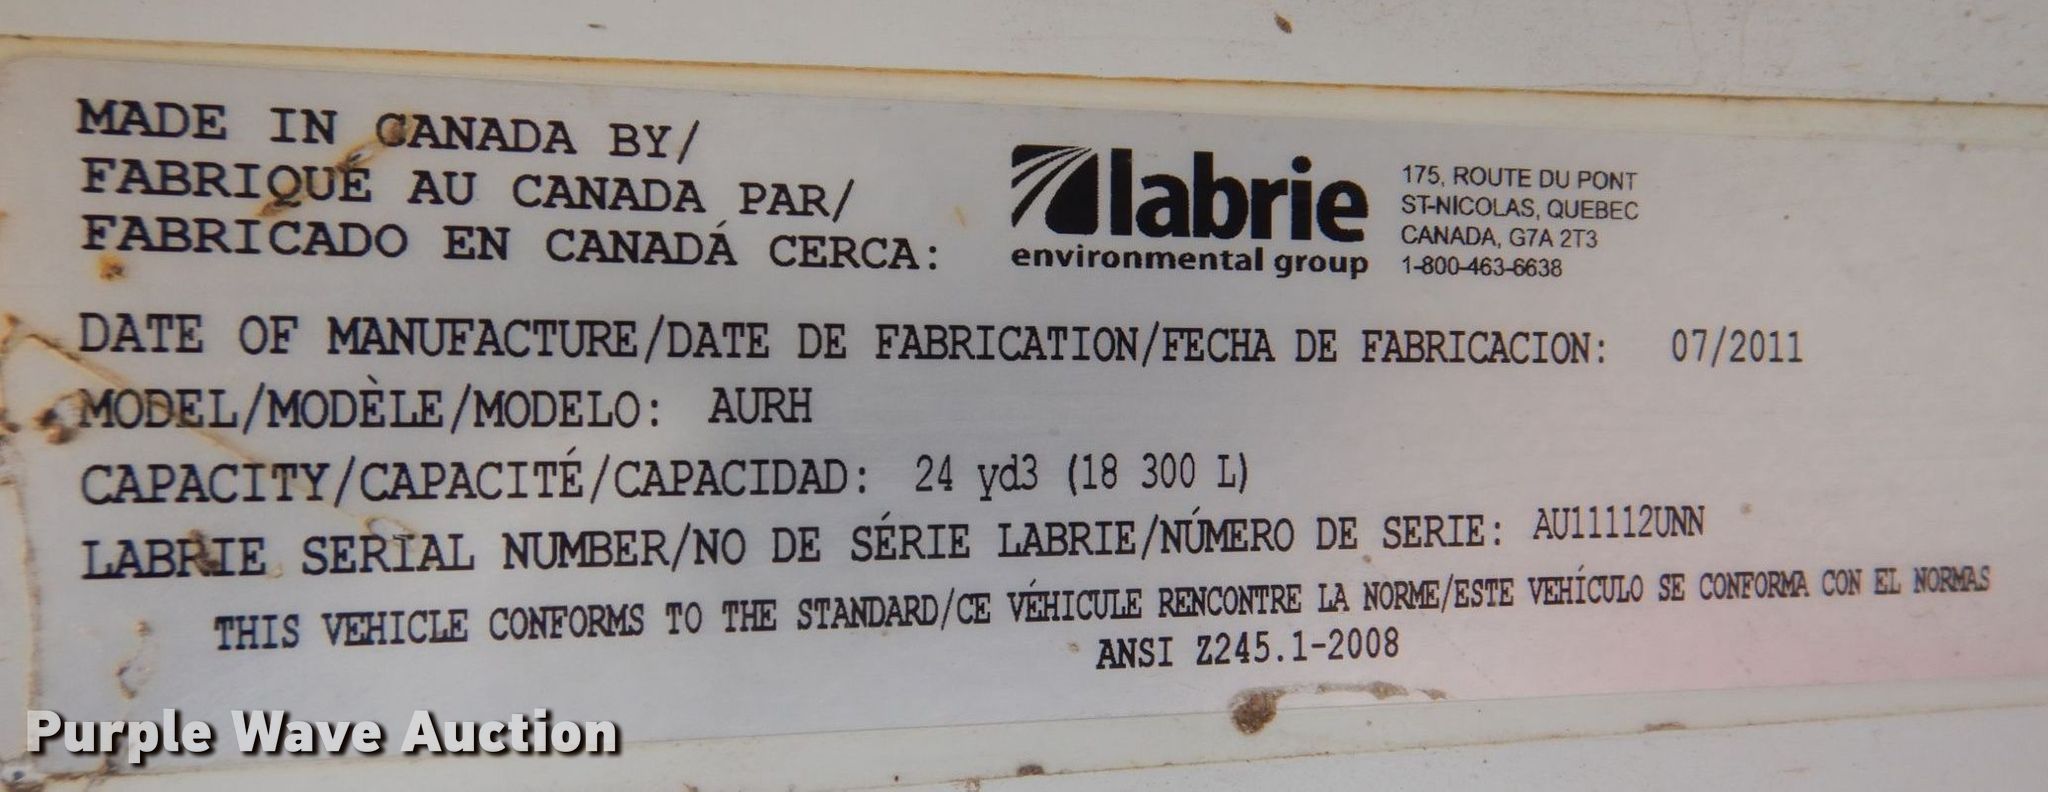 MADE IN CANADA BY/
FABRIQUÉ AU CANADA PAR/
FABRICADO EN CANADÁ CERCA:
labrie
environmental group
175, ROUTE DU PONT
ST-NICOLAS, QUEBEC
CANADA, G7A 2T3
1-800-463-6638
DATE OF MANUFACTURE/DATE DE FABRICATION/FECHA DE FABRICACION: 07/2011
MODEL/MODÈLE/MODELO: AURH
CAPACITY/CAPACITÉ/CAPACIDAD: 24 yd3 (18 300 L)
LABRIE SERIAL NUMBER/NO DE SÉRIE LABRIE/NÚMERO DE SERIE: AU11112UNN
THIS VEHICLE CONFORMS TO THE STANDARD/CE VÉHICULE RENCONTRE LA NORME/ESTE VEHÍCULO SE CONFORMA CON EL NORMAS
ANSI Z245.1-2008
Purple Wave Auction